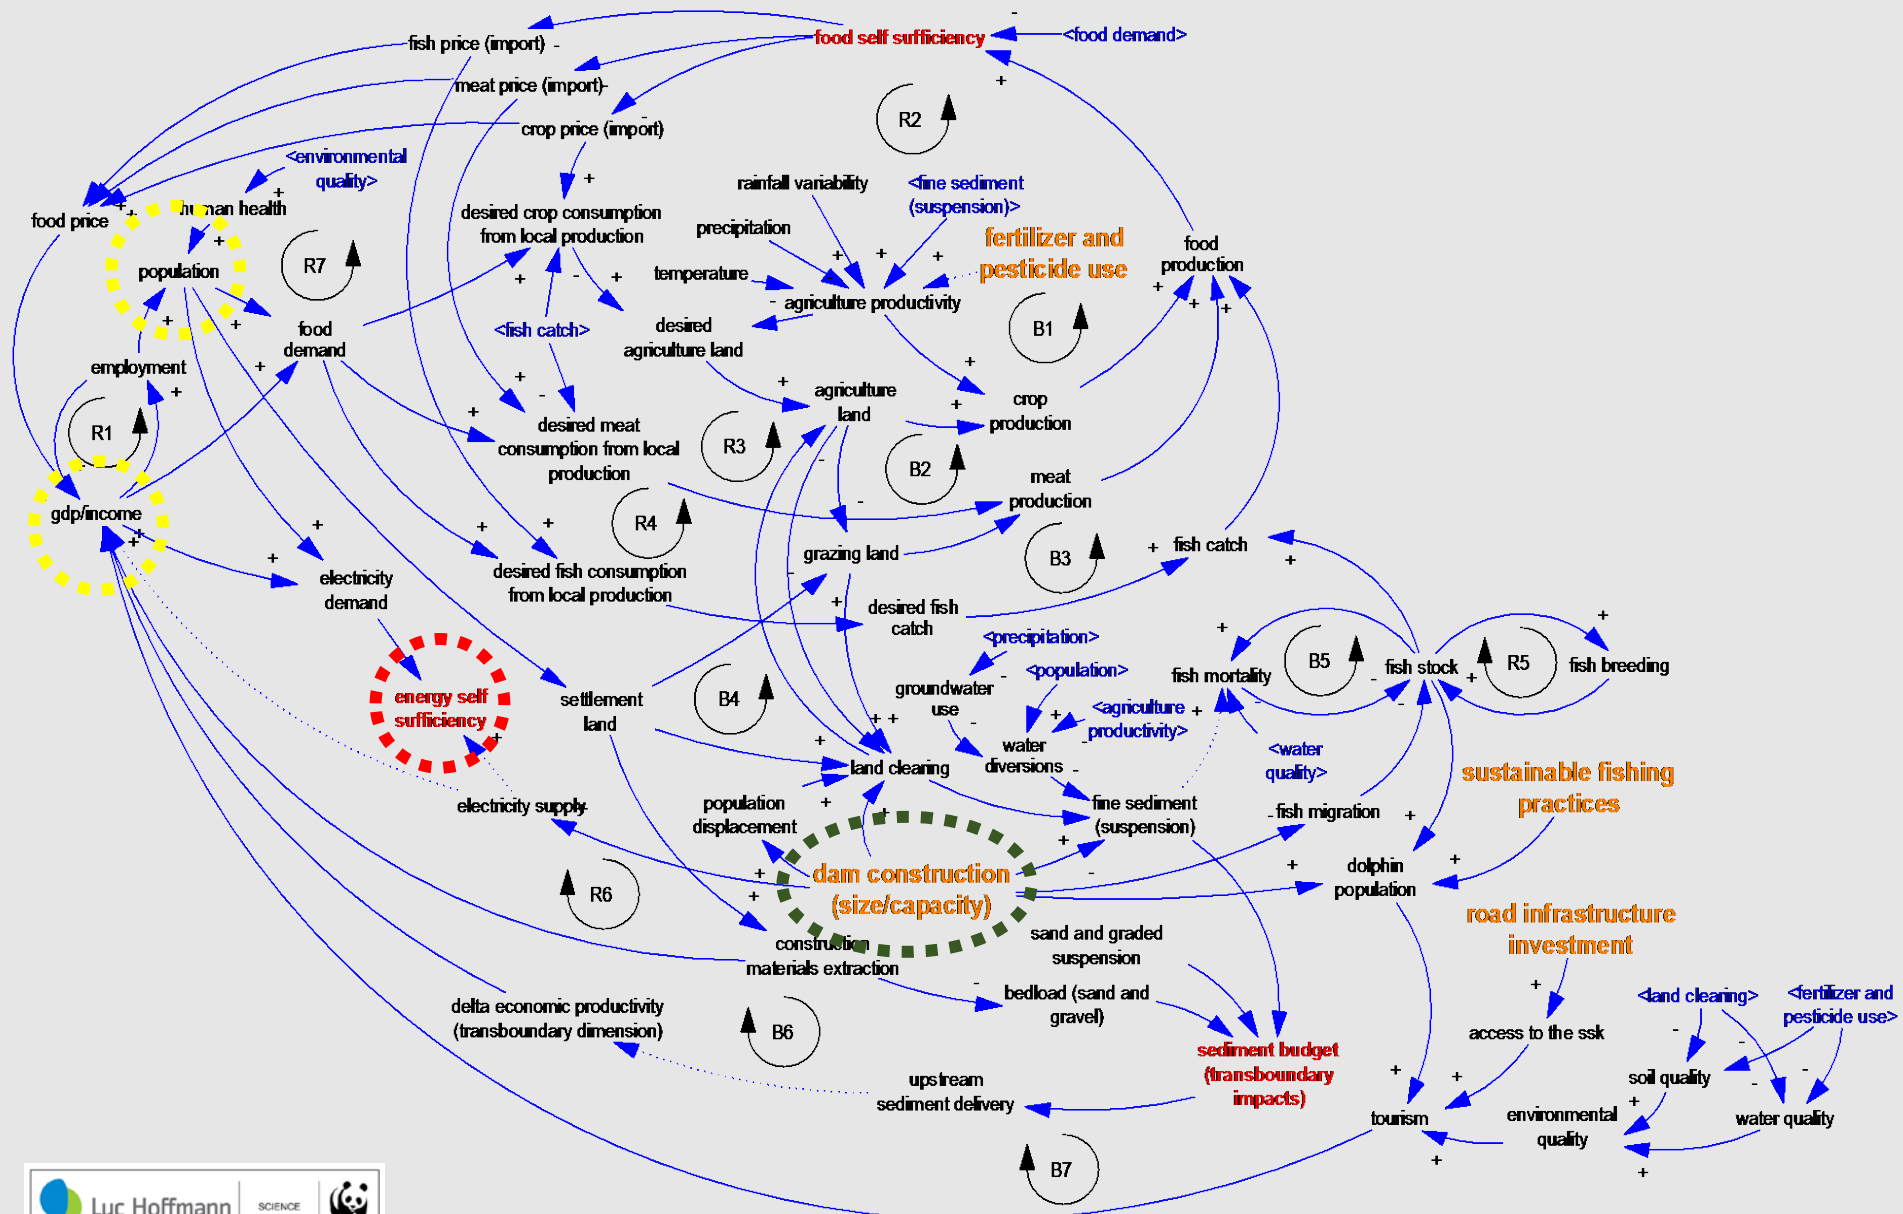 fish price (import)
food self sufficiency
<food demand>
meat price (import)
crop price (import)
R2
<environmental
quality>
rainfall variability
<fine sediment
(suspension)>
food price
human health
desired crop consumption
from local production
precipitation
fertilizer and
pesticide use
food
production
population
R7
temperature
agriculture productivity
food
demand
<fish catch>
desired
agriculture land
B1
employment
agriculture
land
crop
production
R1
desired meat
consumption from local
production
R3
B2
meat
production
gdp/income
R4
grazing land
B3
fish catch
electricity
demand
desired fish consumption
from local production
desired fish
catch
<precipitation>
<population>
fish mortality
B5
fish stock
R5
fish breeding
energy self
sufficiency
settlement
land
B4
groundwater
use
<agriculture
productivity>
water
diversions
<water
quality>
land clearing
sustainable fishing
practices
electricity supply
population
displacement
fine sediment
(suspension)
fish migration
R6
dam construction
(size/capacity)
dolphin
population
road infrastructure
investment
construction
materials extraction
sand and graded
suspension
delta economic productivity
(transboundary dimension)
B6
bedload (sand and
gravel)
<land clearing>
<fertilizer and
pesticide use>
access to the ssk
sediment budget
(transboundary
impacts)
upstream
sediment delivery
soil quality
tourism
environmental
quality
water quality
B7
Luc Hoffmann
SCIENCE